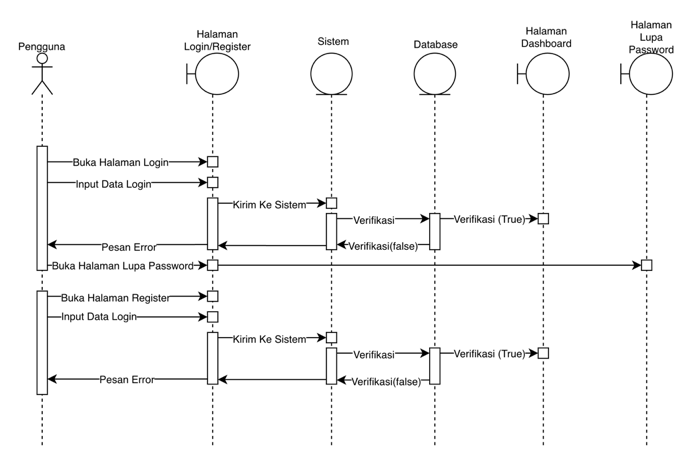 Pengguna
Halaman
Login/Register
Sistem
Database
Halaman
Dashboard
Halaman
Lupa
Password
Buka Halaman Login
Input Data Login
Kirim Ke Sistem
Verifikasi
Verifikasi (True)
Pesan Error
Verifikasi(false)
Buka Halaman Lupa Password
Buka Halaman Register
Input Data Login
Kirim Ke Sistem
Verifikasi
Verifikasi (True)
Pesan Error
Verifikasi(false)